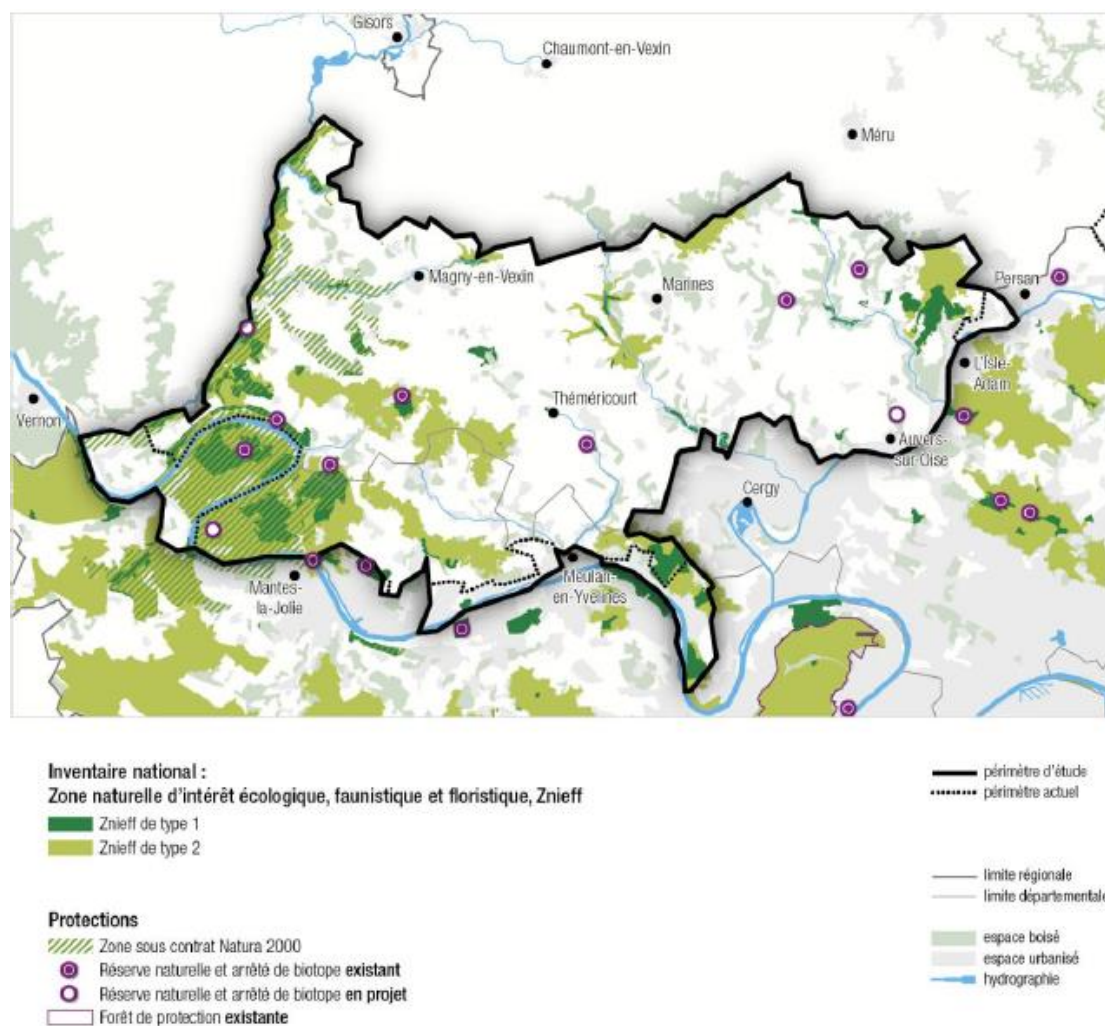 Gisors
Chaumont-en-Vexin
Méru
Magny-en-Vexin
Marines
Persan
L'Isle-
Adam
Vernon
Théméricourt
Auvers-
sur-Oise
Cergy
Mantes-
la-Jolie
Meulan-
en-Yvelines
Inventaire national :
Zone naturelle d'intérêt écologique, faunistique et floristique, Znieff
Znieff de type 1
Znieff de type 2
Protections
Zone sous contrat Natura 2000
Réserve naturelle et arrêté de biotope existant
Réserve naturelle et arrêté de biotope en projet
Forêt de protection existante
périmètre d'étude
périmètre actuel
limite régionale
limite départementale
espace boisé
espace urbanisé
hydrographie